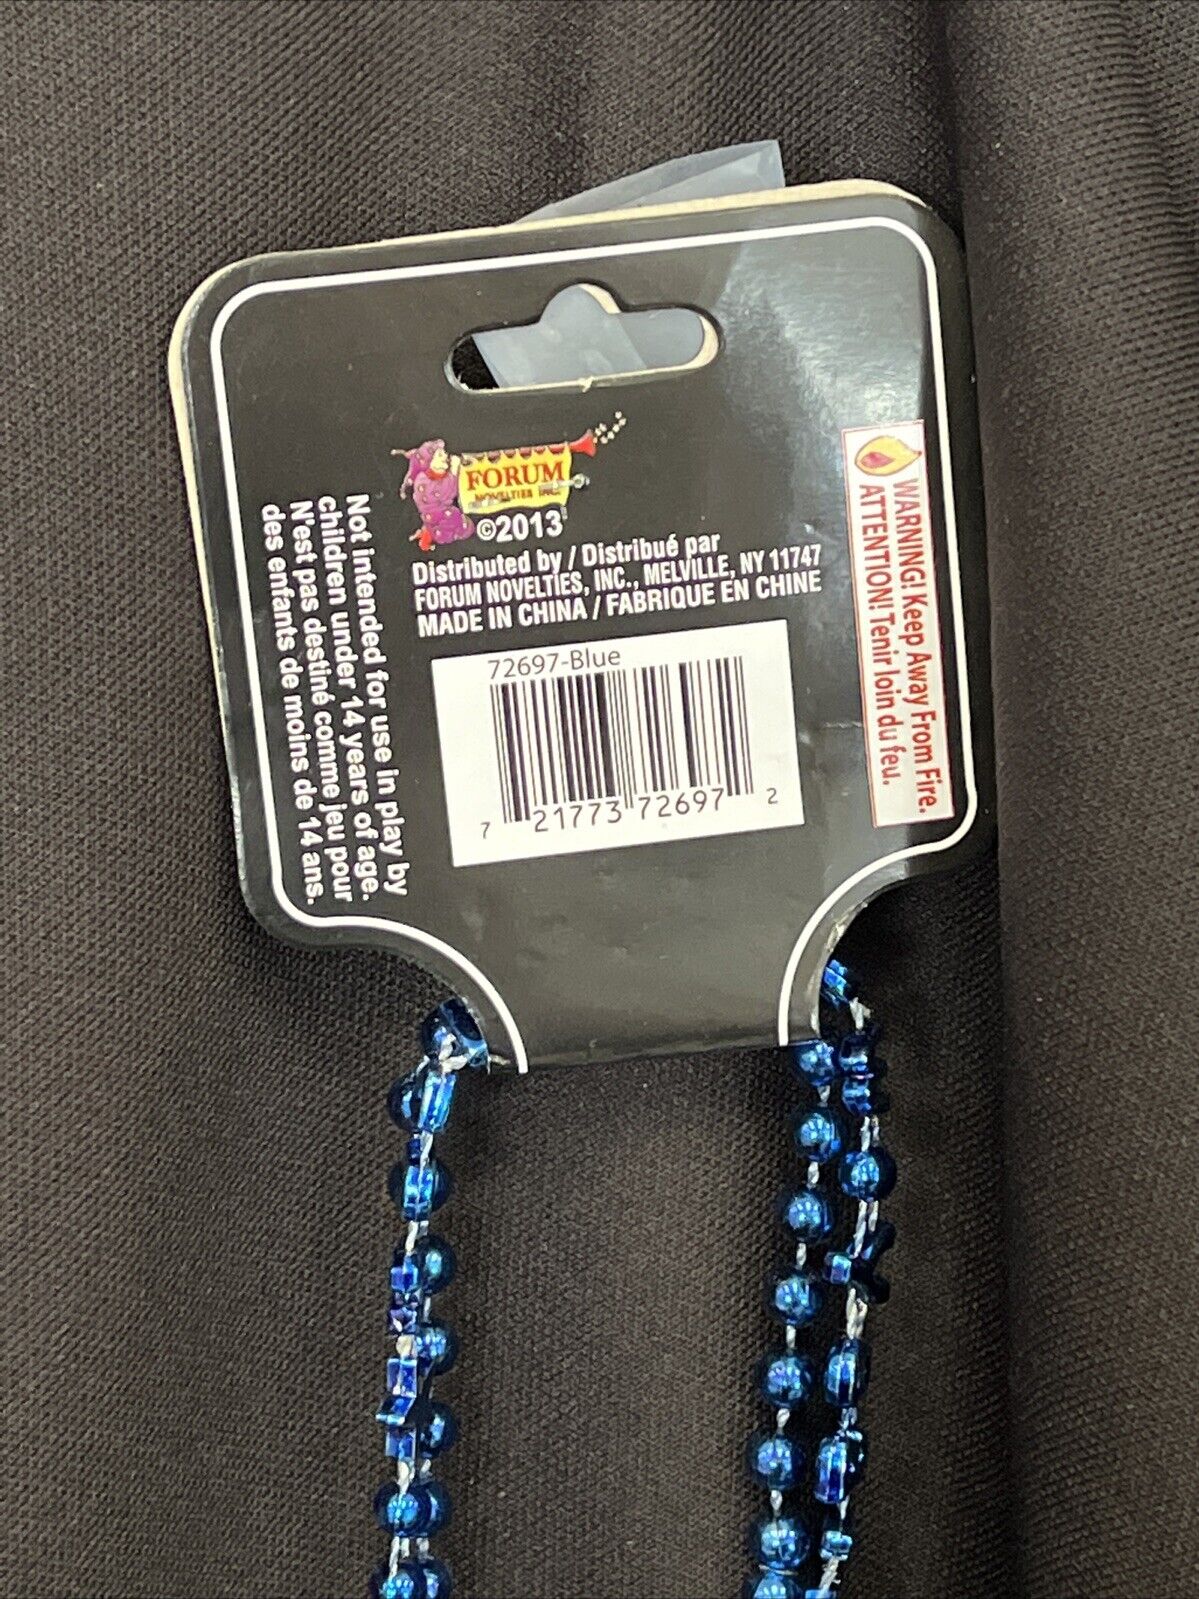 FORUM
NOVELTIES INC.
©2013
Distributed by / Distribué par
FORUM NOVELTIES, INC., MELVILLE, NY 11747
MADE IN CHINA / FABRIQUE EN CHINE
72697-Blue
7 21773 72697 2
WARNING! Keep Away From Fire.
ATTENTION! Tenir loin du feu.
Not intended for use in play by
children under 14 years of age.
N'est pas destiné comme jeu pour
des enfants de moins de 14 ans.